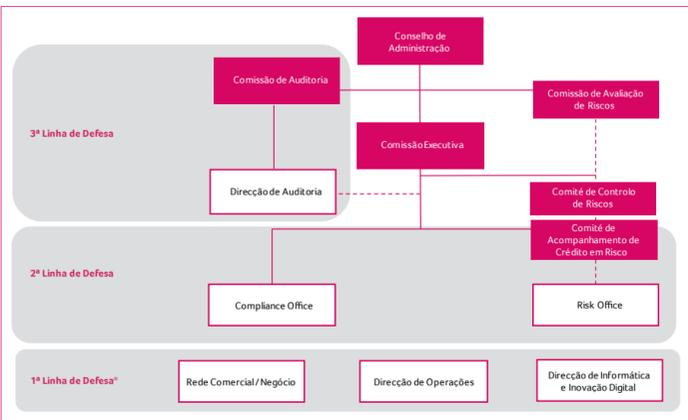 Conselho de
Administração
Comissão de Auditoria
Comissão de Avaliação
de Riscos
3ª Linha de Defesa
Comissão Executiva
Direcção de Auditoria
Comité de Controlo
de Riscos
Comité de
Acompanhamento de
Crédito em Risco
2ª Linha de Defesa
Compliance Office
Risk Office
1ª Linha de Defesa*
Rede Comercial / Negócio
Direcção de Operações
Direcção de Informática
e Inovação Digital